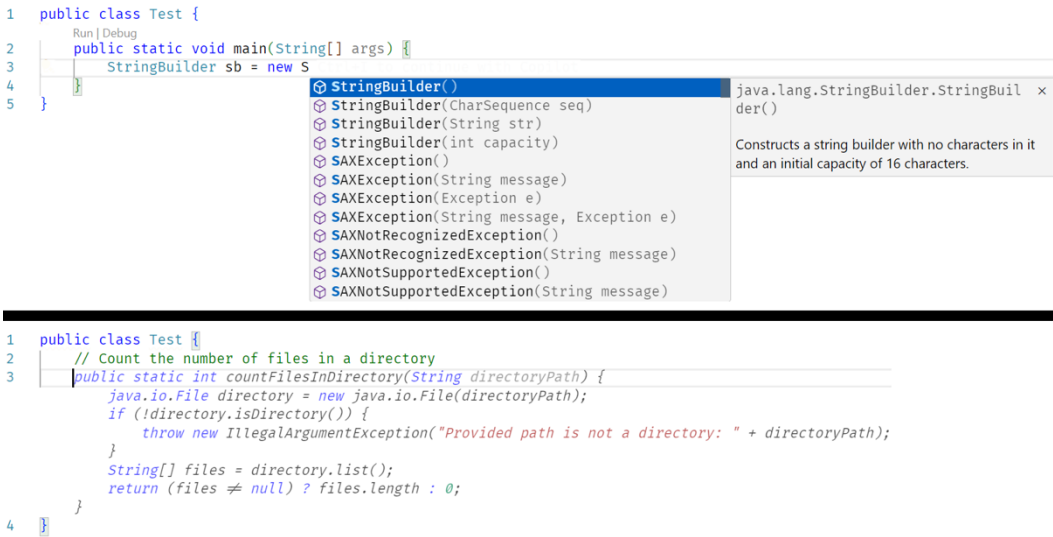 1 public class Test {
Run | Debug
2 public static void main(String[] args) {
3 StringBuilder sb = new S
4 }
5 }
StringBuilder()
StringBuilder(CharSequence seq)
StringBuilder(String str)
StringBuilder(int capacity)
SAXException()
SAXException(String message)
SAXException(Exception e)
SAXException(String message, Exception e)
SAXNotRecognizedException()
SAXNotRecognizedException(String message)
SAXNotSupportedException()
SAXNotSupportedException(String message)
java.lang.StringBuilder.StringBuil ×
der()
Constructs a string builder with no characters in it
and an initial capacity of 16 characters.
1 public class Test {
2 // Count the number of files in a directory
3 public static int countFilesInDirectory(String directoryPath) {
java.io.File directory = new java.io.File(directoryPath);
if (!directory.isDirectory()) {
throw new IllegalArgumentException("Provided path is not a directory: " + directoryPath);
}
String[] files = directory.list();
return (files ≠ null) ? files.length : 0;
}
4 }